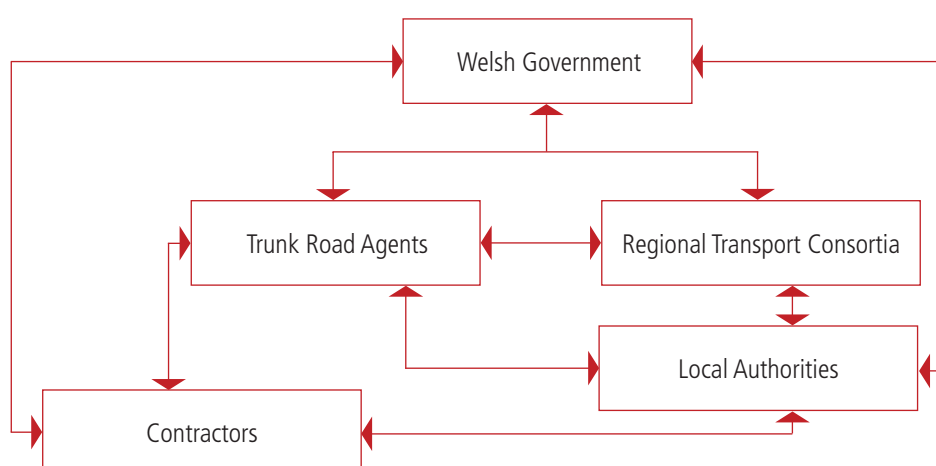 Welsh Government
Trunk Road Agents
Regional Transport Consortia
Local Authorities
Contractors